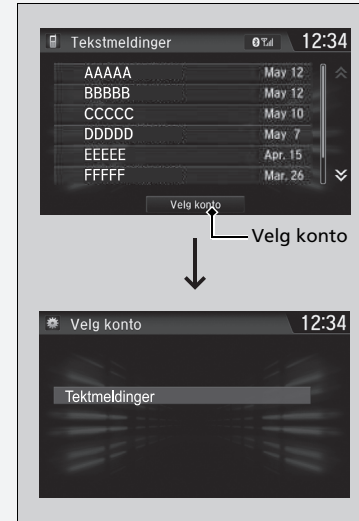 Tekstmeldinger 12:34
AAAAA May 12
BBBBB May 12
CCCCC May 10
DDDDD May 7
EEEEE Apr. 15
FFFFF Mar. 26
Velg konto
Velg konto
Velg konto 12:34
Tektmeldinger